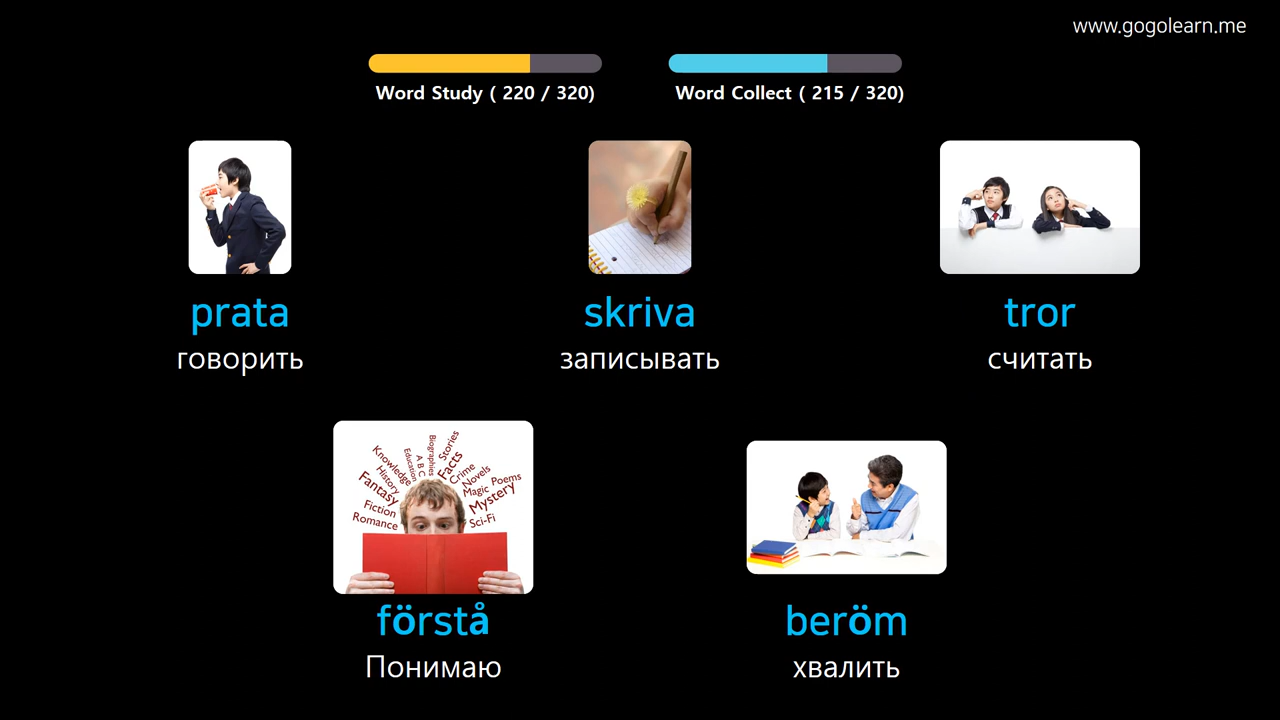 www.gogolearn.me
Word Study ( 220 / 320)
Word Collect ( 215 / 320)
prata
говорить
skriva
записывать
tror
считать
Knowledge
History
Fantasy
Fiction
Romance
Education
A B C
Biographies
Stories
Facts
Crime
Novels
Magic
Poems
Mystery
Sci-Fi
förstå
Понимаю
beröm
хвалить